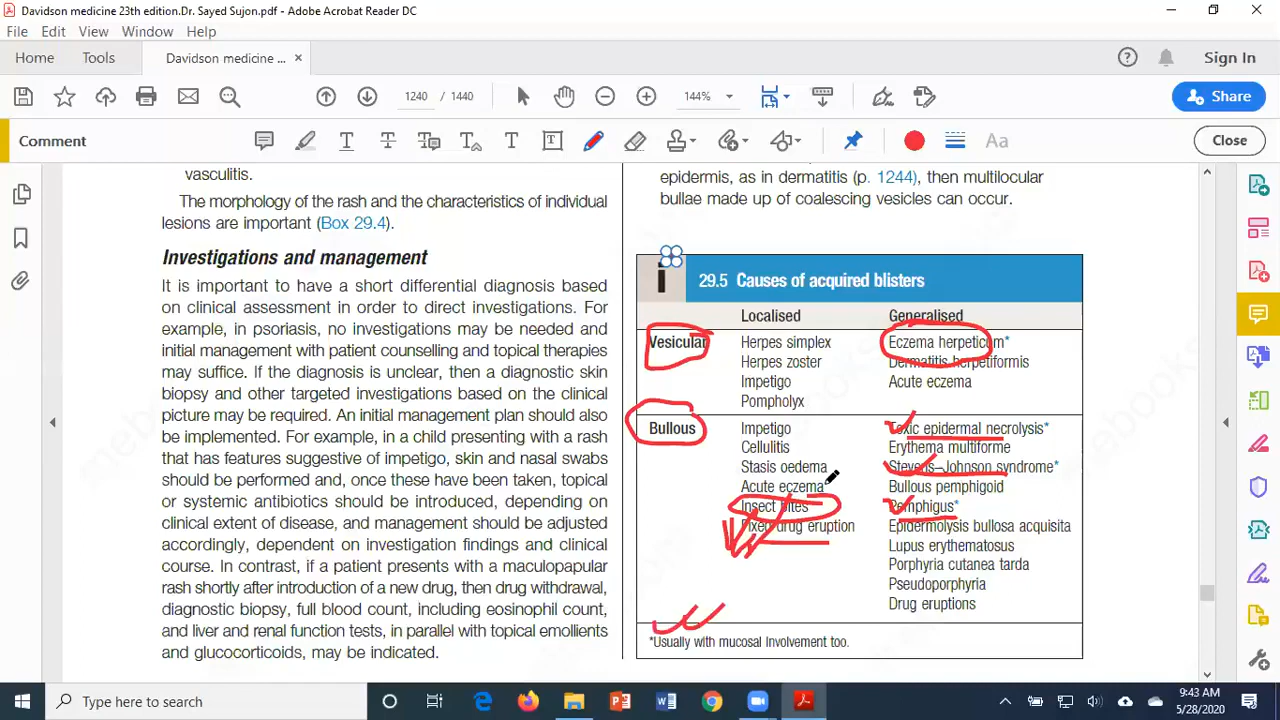 Davidson medicine 23th edition.Dr. Sayed Sujon.pdf - Adobe Acrobat Reader DC
File Edit View Window Help
Home Tools Davidson medicine ... × Sign In
1240 / 1440 144% Share
Comment Close
vasculitis.
The morphology of the rash and the characteristics of individual
lesions are important (Box 29.4).
Investigations and management
It is important to have a short differential diagnosis based
on clinical assessment in order to direct investigations. For
example, in psoriasis, no investigations may be needed and
initial management with patient counselling and topical therapies
may suffice. If the diagnosis is unclear, then a diagnostic skin
biopsy and other targeted investigations based on the clinical
picture may be required. An initial management plan should also
be implemented. For example, in a child presenting with a rash
that has features suggestive of impetigo, skin and nasal swabs
should be performed and, once these have been taken, topical
or systemic antibiotics should be introduced, depending on
clinical extent of disease, and management should be adjusted
accordingly, dependent on investigation findings and clinical
course. In contrast, if a patient presents with a maculopapular
rash shortly after introduction of a new drug, then drug withdrawal,
diagnostic biopsy, full blood count, including eosinophil count,
and liver and renal function tests, in parallel with topical emollients
and glucocorticoids, may be indicated.
epidermis, as in dermatitis (p. 1244), then multilocular
bullae made up of coalescing vesicles can occur.
i 29.5 Causes of acquired blisters
Localised Generalised
Vesicular Herpes simplex Eczema herpeticum*
Herpes zoster Dermatitis herpetiformis
Impetigo Acute eczema
Pompholyx
Bullous Impetigo Toxic epidermal necrolysis*
Cellulitis Erythema multiforme
Stasis oedema Stevens–Johnson syndrome*
Acute eczema Bullous pemphigoid
Insect bites Pemphigus*
Fixed drug eruption Epidermolysis bullosa acquisita
Lupus erythematosus
Porphyria cutanea tarda
Pseudoporphyria
Drug eruptions
*Usually with mucosal involvement too.
Type here to search
9:43 AM
5/28/2020